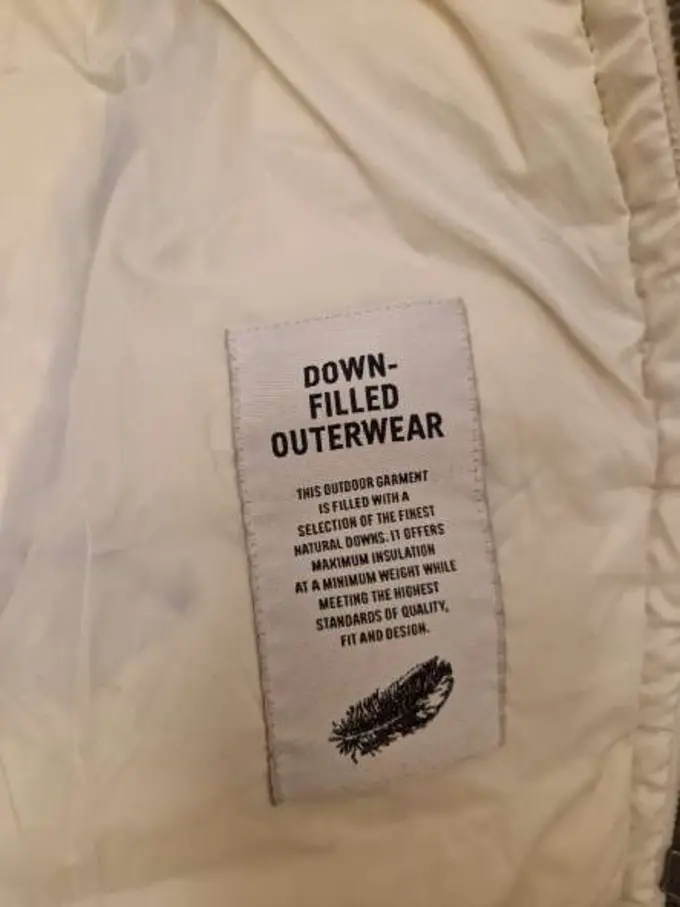 DOWN-
FILLED
OUTERWEAR
THIS OUTDOOR GARMENT
IS FILLED WITH A
SELECTION OF THE FINEST
NATURAL DOWNS. IT OFFERS
MAXIMUM INSULATION
AT A MINIMUM WEIGHT WHILE
MEETING THE HIGHEST
STANDARDS OF QUALITY,
FIT AND DESIGN.